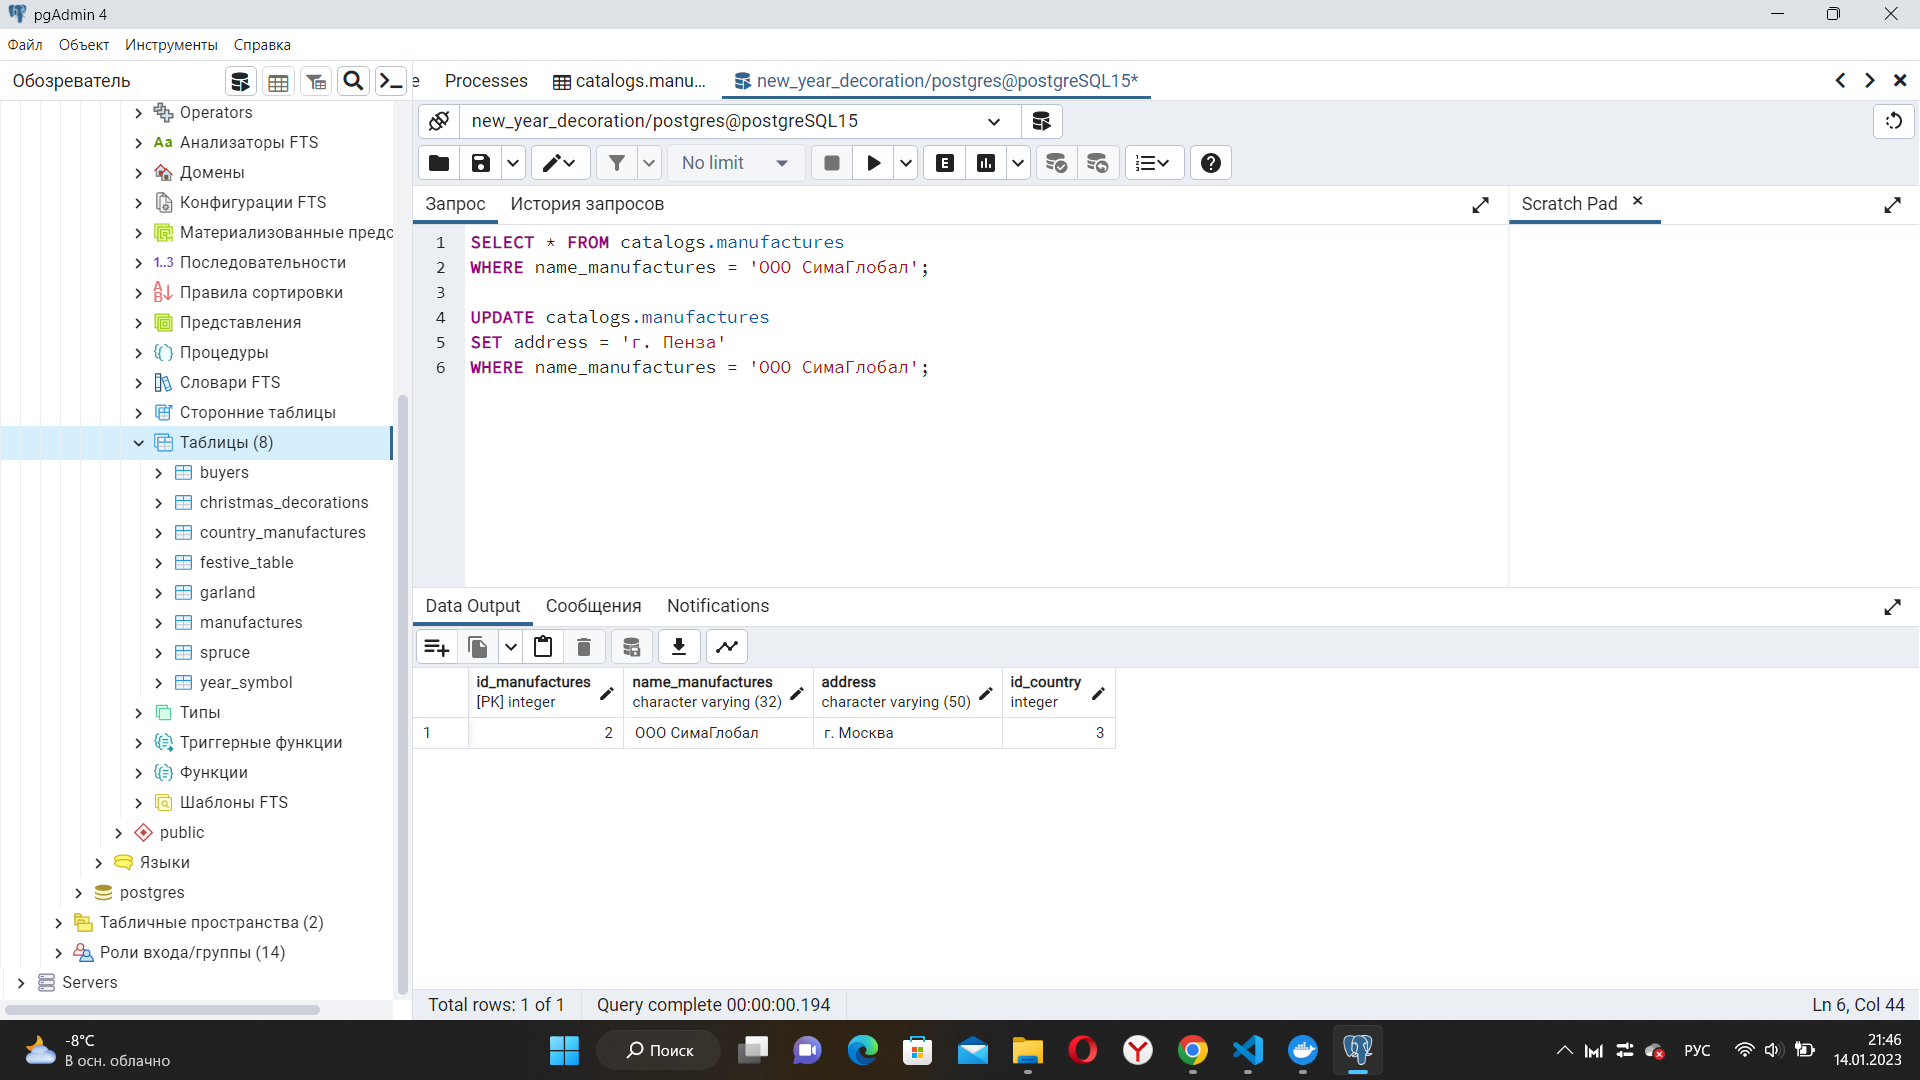 pgAdmin 4
Файл Объект Инструменты Справка
Обозреватель
e Processes catalogs.manu... new_year_decoration/postgres@postgreSQL15*
new_year_decoration/postgres@postgreSQL15
No limit
E
Запрос История запросов
Scratch Pad
Operators
Aa Анализаторы FTS
Домены
Конфигурации FTS
Материализованные предс
1..3 Последовательности
Правила сортировки
Представления
Процедуры
Словари FTS
Сторонние таблицы
Таблицы (8)
buyers
christmas_decorations
country_manufactures
festive_table
garland
manufactures
spruce
year_symbol
Типы
Триггерные функции
Функции
Шаблоны FTS
public
Языки
postgres
Табличные пространства (2)
Роли входа/группы (14)
Servers
1 SELECT * FROM catalogs.manufactures
2 WHERE name_manufactures = 'ООО СимаГлобал';
3
4 UPDATE catalogs.manufactures
5 SET address = 'г. Пенза'
6 WHERE name_manufactures = 'ООО СимаГлобал';
Data Output Сообщения Notifications
id_manufactures name_manufactures address id_country
[PK] integer character varying (32) character varying (50) integer
1 2 ООО СимаГлобал г. Москва 3
Total rows: 1 of 1 Query complete 00:00:00.194 Ln 6, Col 44
-8°C
В осн. облачно
Поиск
РУС
21:46
14.01.2023